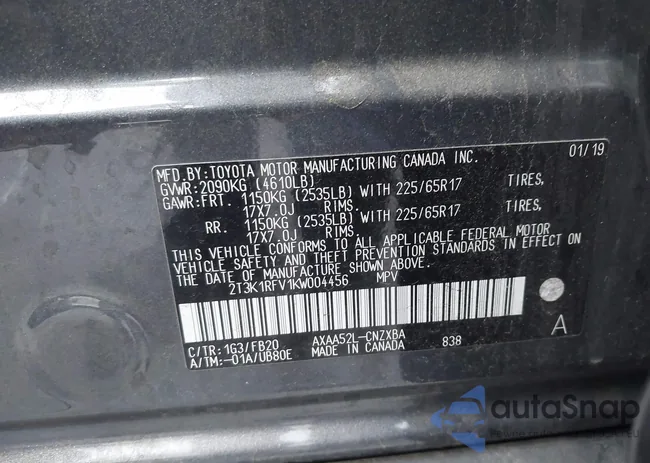 MFD.BY:TOYOTA MOTOR MANUFACTURING CANADA INC. 01/19
GVWR:2090KG (4610LB)
GAWR:FRT. 1150KG (2535LB) WITH 225/65R17 TIRES,
17X7.0J RIMS,
RR. 1150KG (2535LB) WITH 225/65R17 TIRES,
17X7.0J RIMS.
THIS VEHICLE CONFORMS TO ALL APPLICABLE FEDERAL MOTOR
VEHICLE SAFETY AND THEFT PREVENTION STANDARDS IN EFFECT ON
THE DATE OF MANUFACTURE SHOWN ABOVE.
2T3K1RFV1KW004456 MPV
A
C/TR:1G3/FB20 AXAA52L-CNZXBA
A/TM:-01A/UB80E MADE IN CANADA 838
autaSnap